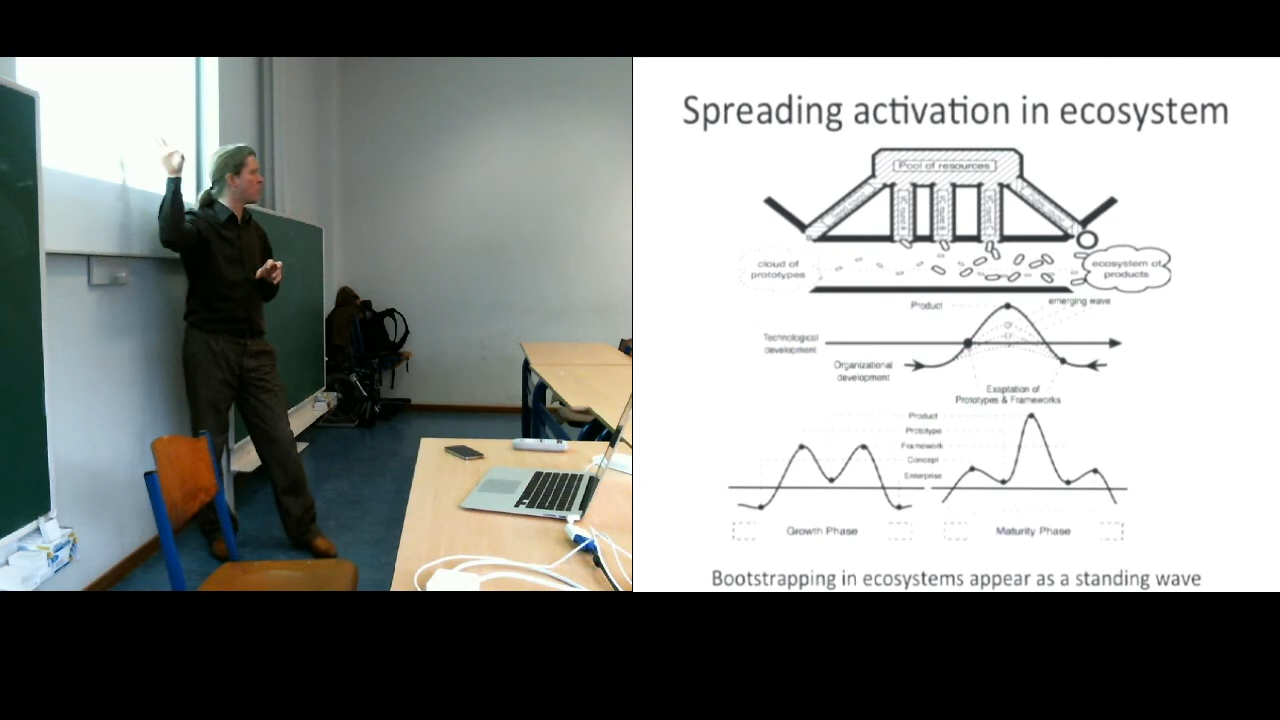 Spreading activation in ecosystem
Pool of resources
cloud of
prototypes
ecosystem of
products
Product
emerging wave
Technological
development
Organizational
development
Exaptation of
Prototypes & Frameworks
Product
Prototype
Framework
Concept
Enterprise
Growth Phase
Maturity Phase
Bootstrapping in ecosystems appear as a standing wave